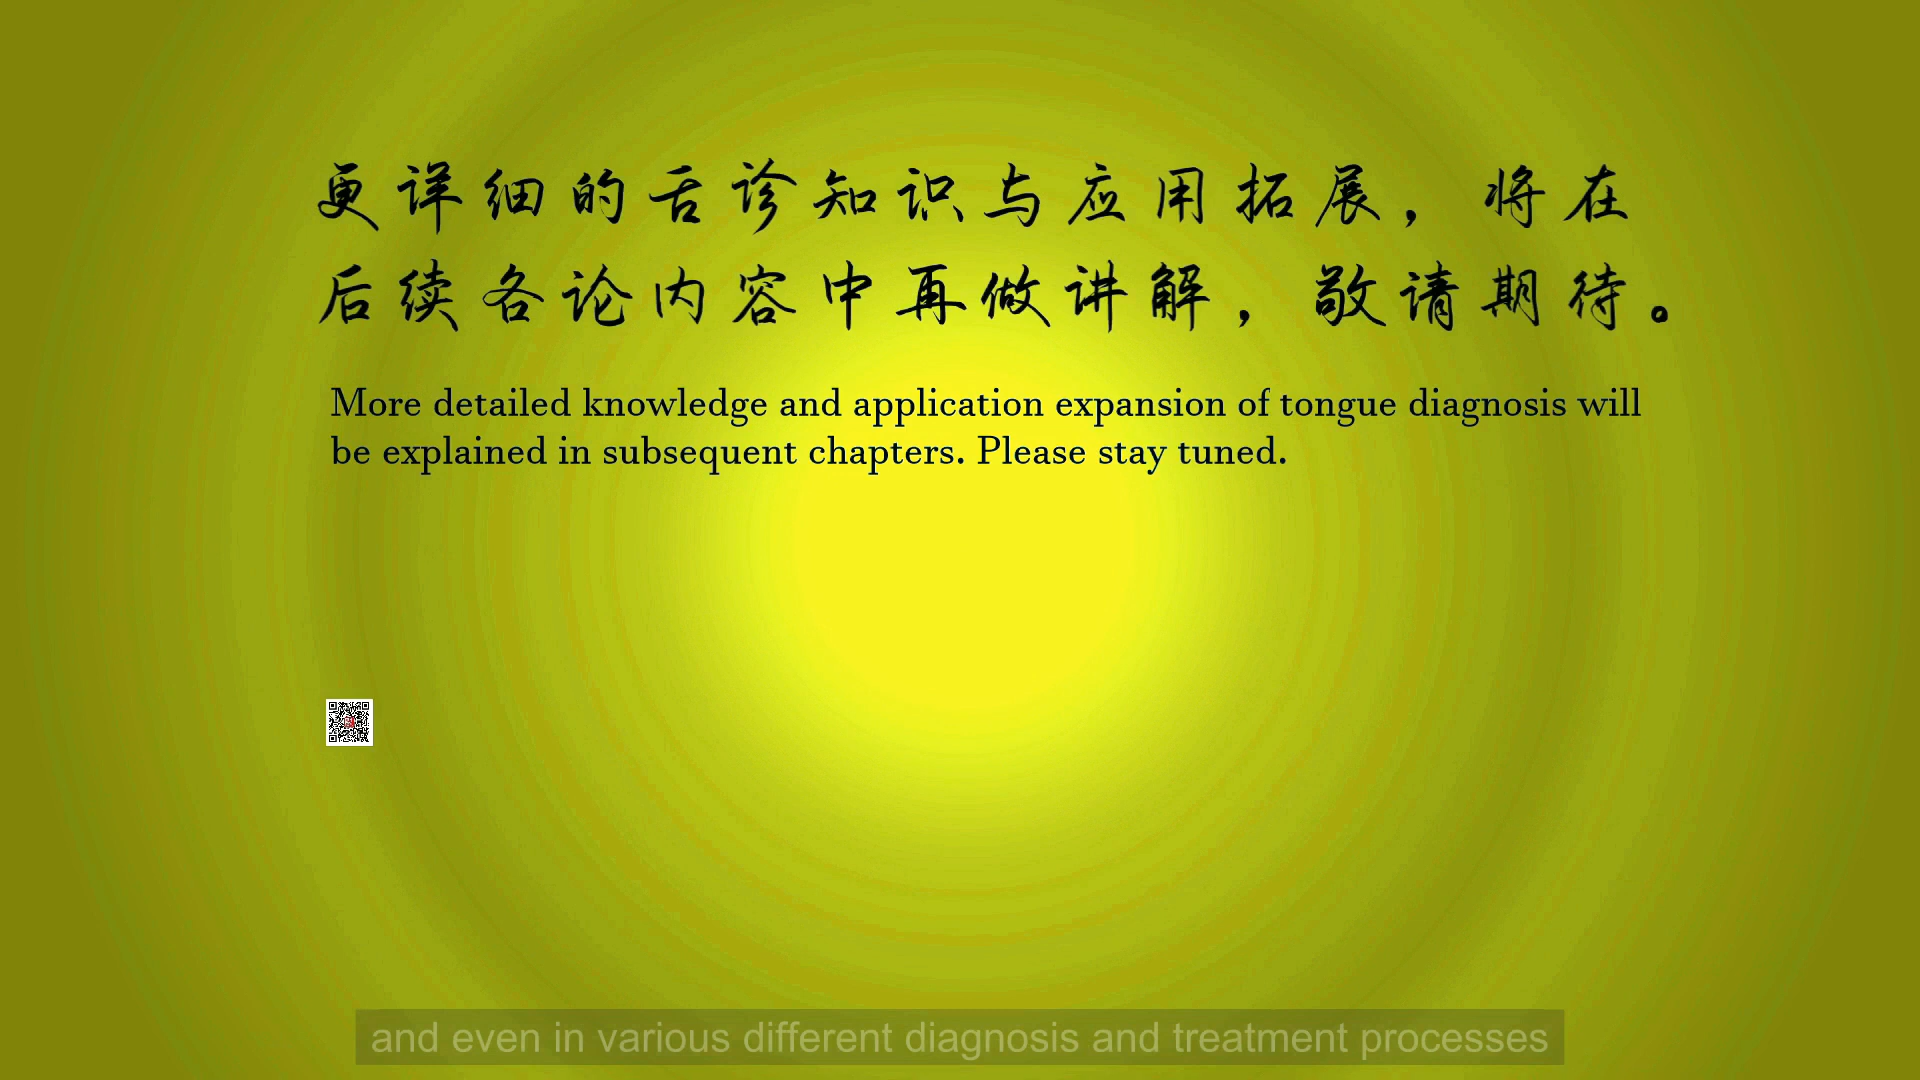 更详细的舌诊知识与应用拓展，将在
后续各论内容中再做讲解，敬请期待。
More detailed knowledge and application expansion of tongue diagnosis will
be explained in subsequent chapters. Please stay tuned.
and even in various different diagnosis and treatment processes